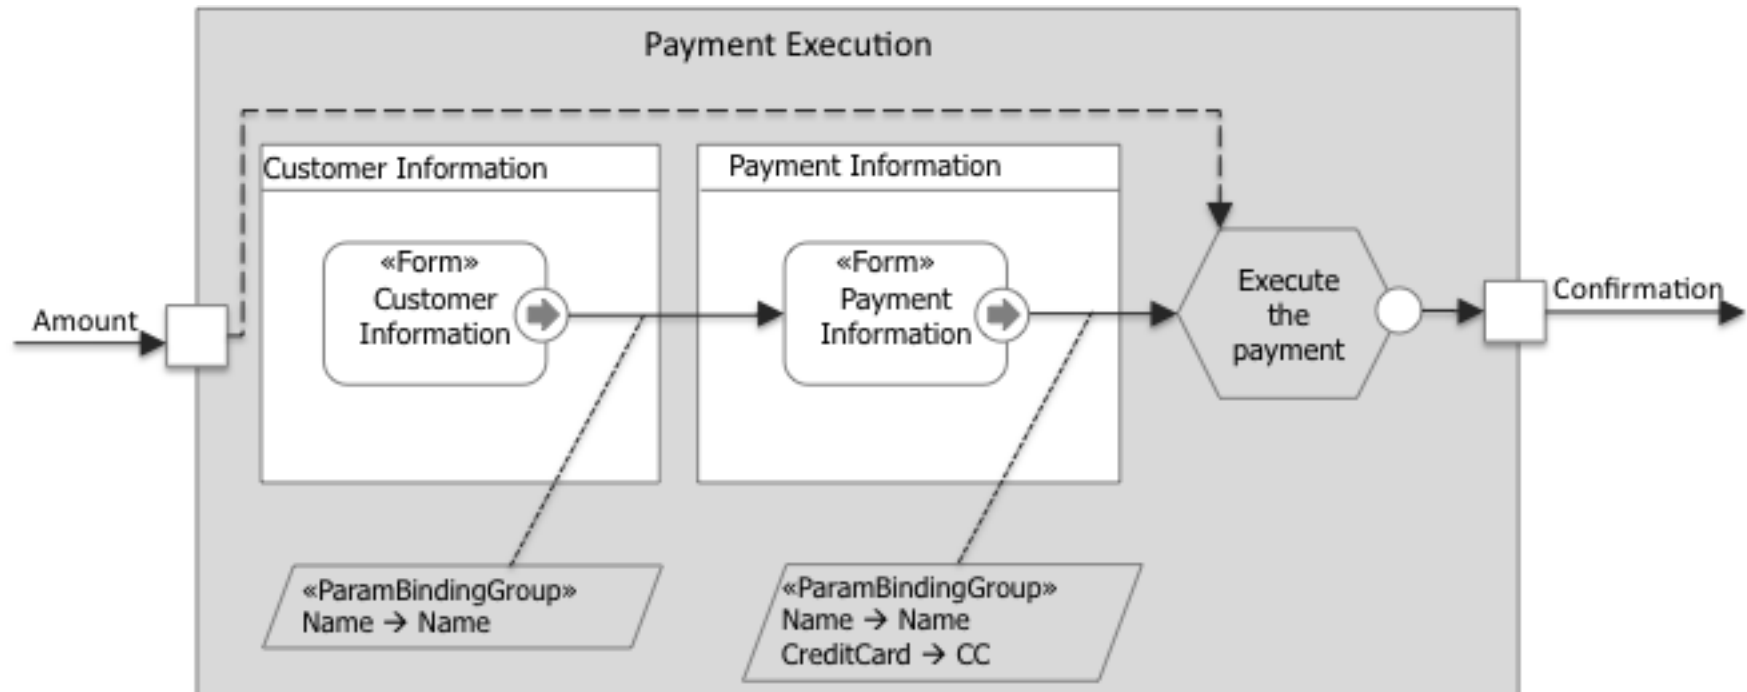 Payment Execution
Customer Information
Payment Information
«Form»
Customer
Information
«Form»
Payment
Information
Execute
the
payment
Amount
Confirmation
«ParamBindingGroup»
Name → Name
«ParamBindingGroup»
Name → Name
CreditCard → CC